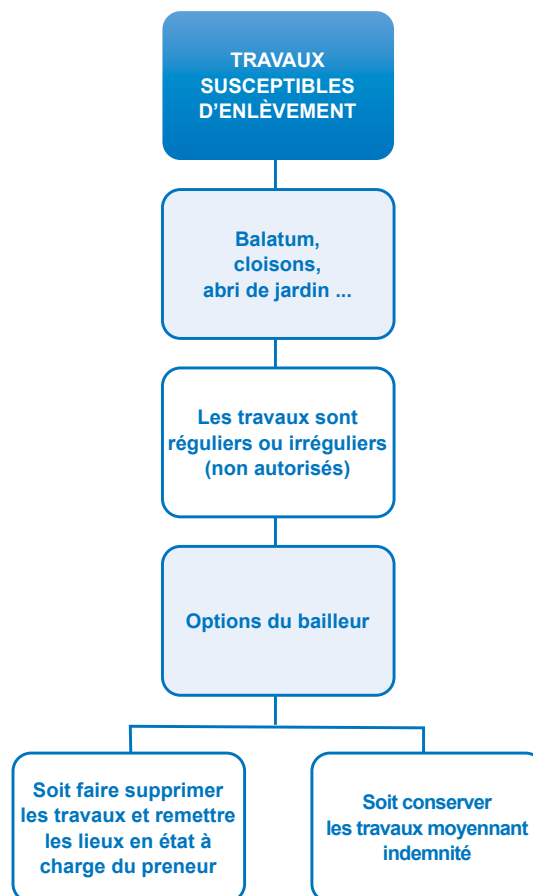 TRAVAUX
SUSCEPTIBLES
D’ENLÈVEMENT
Balatum,
cloisons,
abri de jardin ...
Les travaux sont
réguliers ou irréguliers
(non autorisés)
Options du bailleur
Soit faire supprimer
les travaux et remettre
les lieux en état à
charge du preneur
Soit conserver
les travaux moyennant
indemnité